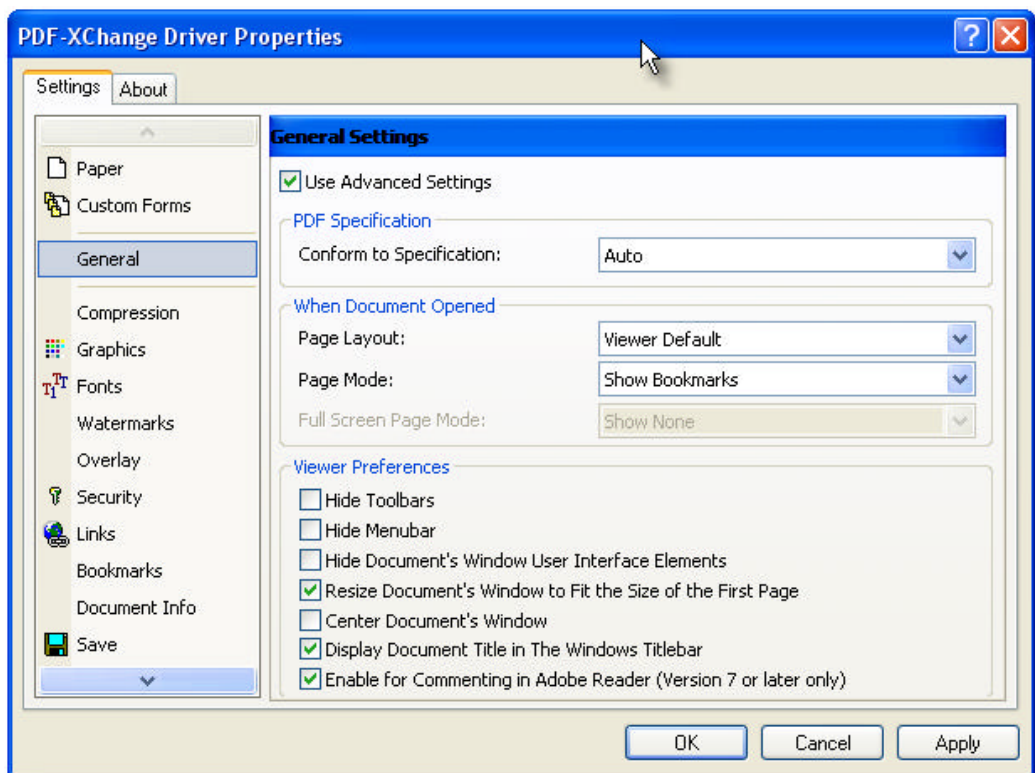 PDF-XChange Driver Properties
Settings About
Paper
Custom Forms
General
Compression
Graphics
Fonts
Watermarks
Overlay
Security
Links
Bookmarks
Document Info
Save
General Settings
Use Advanced Settings
PDF Specification
Conform to Specification: Auto
When Document Opened
Page Layout: Viewer Default
Page Mode: Show Bookmarks
Full Screen Page Mode: Show None
Viewer Preferences
Hide Toolbars
Hide Menubar
Hide Document's Window User Interface Elements
Resize Document's Window to Fit the Size of the First Page
Center Document's Window
Display Document Title in The Windows Titlebar
Enable for Commenting in Adobe Reader (Version 7 or later only)
OK Cancel Apply